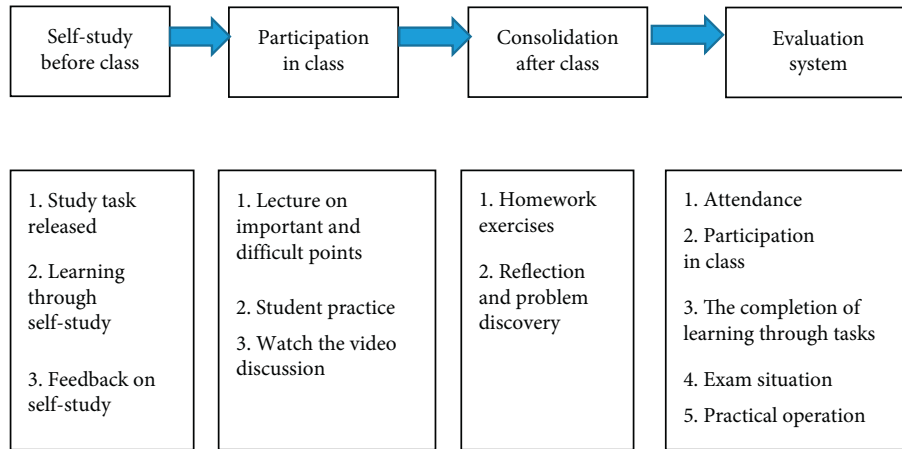 Self-study
before class
Participation
in class
Consolidation
after class
Evaluation
system
1. Study task
released
2. Learning
through
self-study
3. Feedback on
self-study
1. Lecture on
important and
difficult points
2. Student practice
3. Watch the video
discussion
1. Homework
exercises
2. Reflection
and problem
discovery
1. Attendance
2. Participation
in class
3. The completion of
learning through tasks
4. Exam situation
5. Practical operation